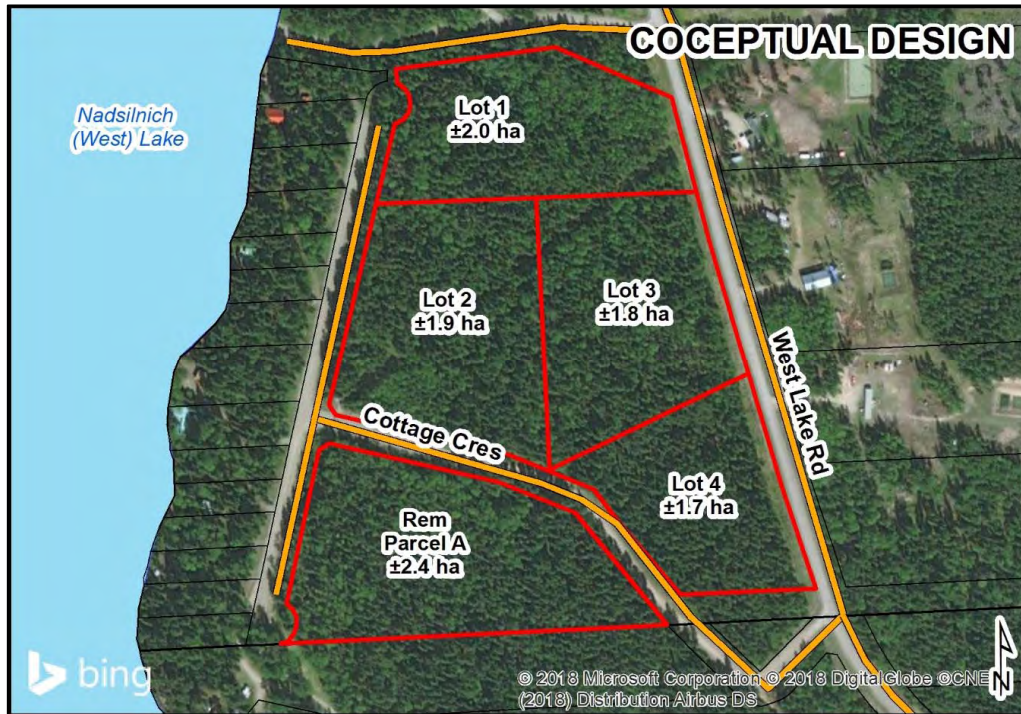 COCEPTUAL DESIGN
Nadsilnich
(West) Lake
Lot 1
±2.0 ha
Lot 2
±1.9 ha
Lot 3
±1.8 ha
West Lake Rd
Cottage Cres
Lot 4
±1.7 ha
Rem
Parcel A
±2.4 ha
N
bing
© 2018 Microsoft Corporation © 2018 DigitalGlobe ©CNE
(2018) Distribution Airbus DS